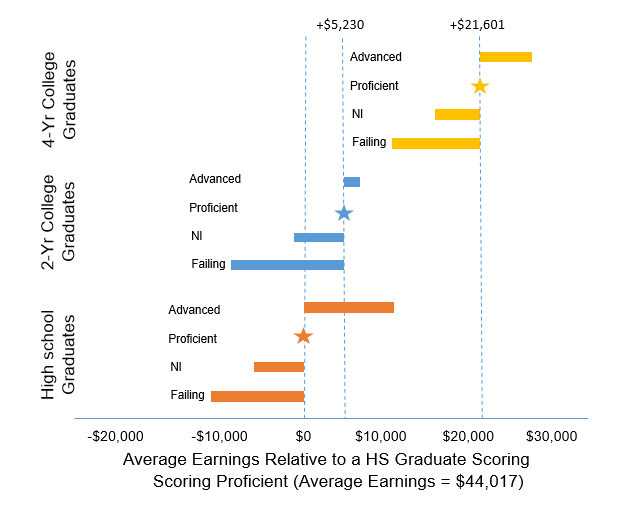 +$5,230
+$21,601
4-Yr College
Graduates
Advanced
Proficient
NI
Failing
2-Yr College
Graduates
Advanced
Proficient
NI
Failing
High school
Graduates
Advanced
Proficient
NI
Failing
-$20,000 -$10,000 $0 $10,000 $20,000 $30,000
Average Earnings Relative to a HS Graduate Scoring
Scoring Proficient (Average Earnings = $44,017)